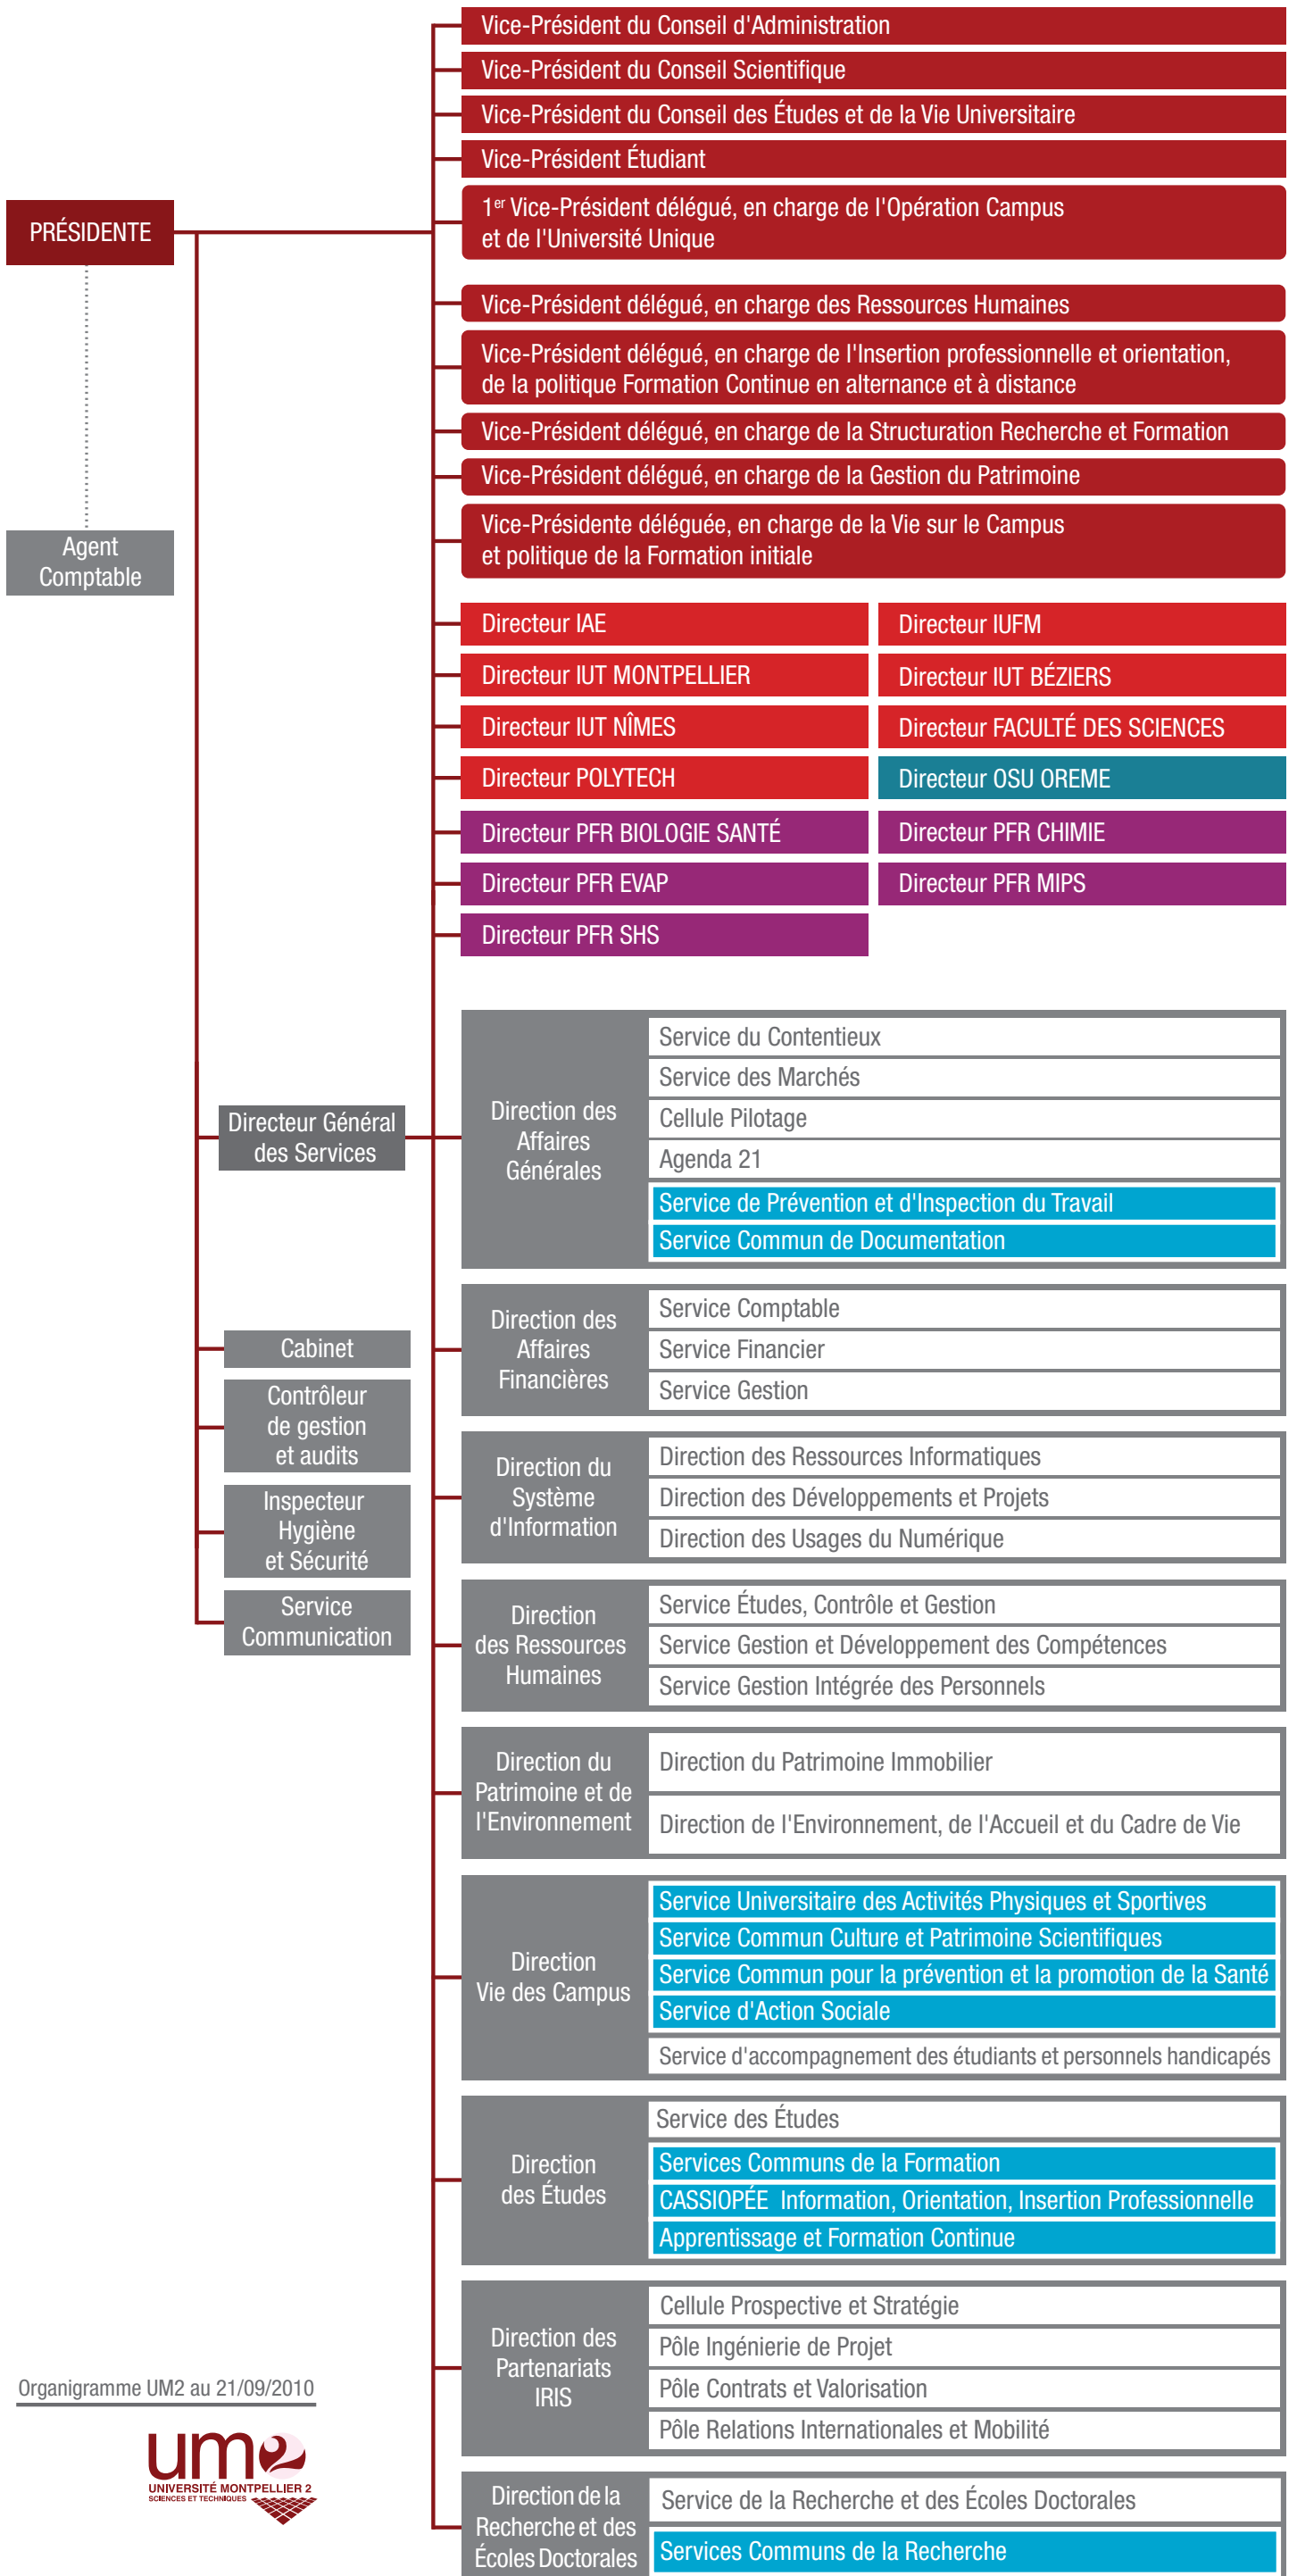 Vice-Président du Conseil d'Administration
Vice-Président du Conseil Scientifique
Vice-Président du Conseil des Études et de la Vie Universitaire
Vice-Président Étudiant
1er Vice-Président délégué, en charge de l'Opération Campus
et de l'Université Unique
PRÉSIDENTE
Vice-Président délégué, en charge des Ressources Humaines
Vice-Président délégué, en charge de l'Insertion professionnelle et orientation,
de la politique Formation Continue en alternance et à distance
Vice-Président délégué, en charge de la Structuration Recherche et Formation
Vice-Président délégué, en charge de la Gestion du Patrimoine
Vice-Présidente déléguée, en charge de la Vie sur le Campus
et politique de la Formation initiale
Agent
Comptable
Directeur IAE
Directeur IUFM
Directeur IUT MONTPELLIER
Directeur IUT BÉZIERS
Directeur IUT NÎMES
Directeur FACULTÉ DES SCIENCES
Directeur POLYTECH
Directeur OSU OREME
Directeur PFR BIOLOGIE SANTÉ
Directeur PFR CHIMIE
Directeur PFR EVAP
Directeur PFR MIPS
Directeur PFR SHS
Directeur Général
des Services
Direction des
Affaires
Générales
Service du Contentieux
Service des Marchés
Cellule Pilotage
Agenda 21
Service de Prévention et d'Inspection du Travail
Service Commun de Documentation
Cabinet
Contrôleur
de gestion
et audits
Inspecteur
Hygiène
et Sécurité
Service
Communication
Direction des
Affaires
Financières
Service Comptable
Service Financier
Service Gestion
Direction du
Système
d'Information
Direction des Ressources Informatiques
Direction des Développements et Projets
Direction des Usages du Numérique
Direction
des Ressources
Humaines
Service Études, Contrôle et Gestion
Service Gestion et Développement des Compétences
Service Gestion Intégrée des Personnels
Direction du
Patrimoine et de
l'Environnement
Direction du Patrimoine Immobilier
Direction de l'Environnement, de l'Accueil et du Cadre de Vie
Direction
Vie des Campus
Service Universitaire des Activités Physiques et Sportives
Service Commun Culture et Patrimoine Scientifiques
Service Commun pour la prévention et la promotion de la Santé
Service d'Action Sociale
Service d'accompagnement des étudiants et personnels handicapés
Direction
des Études
Service des Études
Services Communs de la Formation
CASSIOPÉE Information, Orientation, Insertion Professionnelle
Apprentissage et Formation Continue
Direction des
Partenariats
IRIS
Cellule Prospective et Stratégie
Pôle Ingénierie de Projet
Pôle Contrats et Valorisation
Pôle Relations Internationales et Mobilité
Direction de la
Recherche et des
Écoles Doctorales
Service de la Recherche et des Écoles Doctorales
Services Communs de la Recherche
Organigramme UM2 au 21/09/2010
um2
UNIVERSITÉ MONTPELLIER 2
SCIENCES ET TECHNIQUES